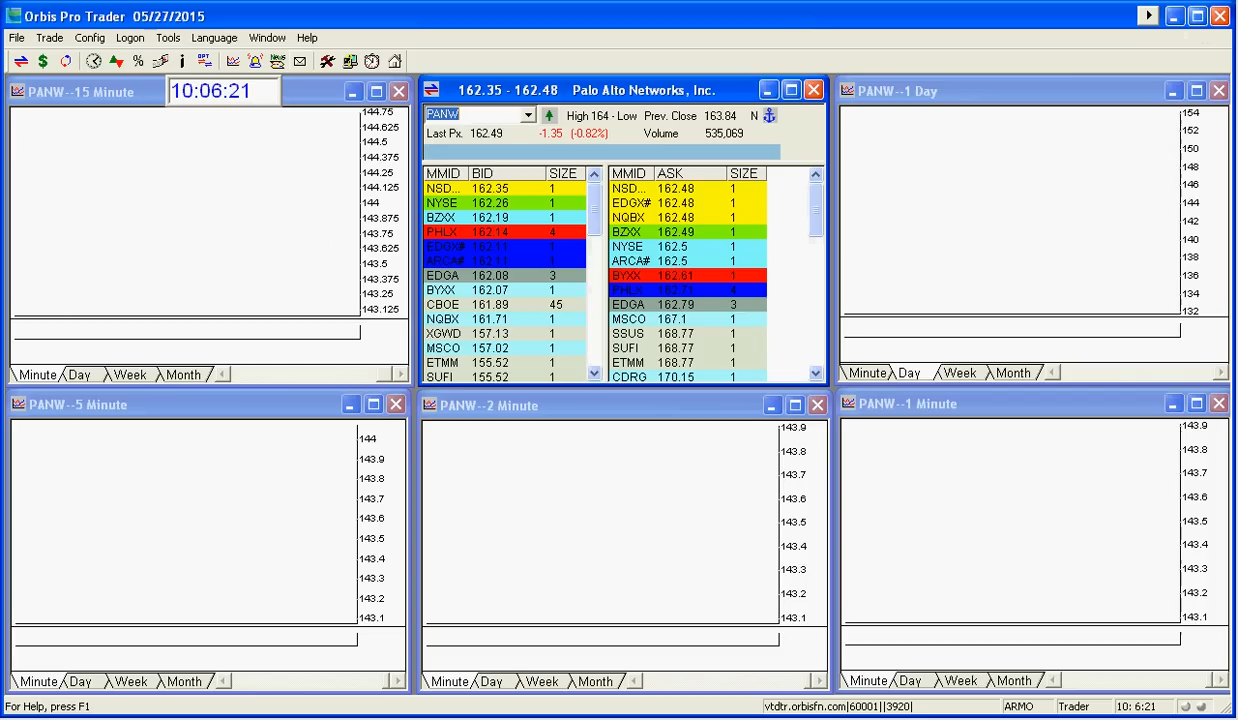 Orbis Pro Trader 05/27/2015
File Trade Config Logon Tools Language Window Help
PANW--15 Minute
10:06:21
144.75
144.625
144.5
144.375
144.25
144.125
144
143.875
143.75
143.625
143.5
143.375
143.25
143.125
Minute Day Week Month
162.35 - 162.48 Palo Alto Networks, Inc.
PANW High 164 - Low Prev. Close 163.84 N
Last Px. 162.49 -1.35 (-0.82%) Volume 535,069
MMID BID SIZE MMID ASK SIZE
NSD... 162.35 1 NSD... 162.48 1
NYSE 162.26 1 EDGX# 162.48 1
BZXX 162.19 1 NQBX 162.48 1
PHLX 162.14 4 BZXX 162.49 1
EDGX# 162.11 1 NYSE 162.5 1
ARCA# 162.11 1 ARCA# 162.5 1
EDGA 162.08 3 BYXX 162.61 1
BYXX 162.07 1 PHLX 162.71 4
CBOE 161.89 45 EDGA 162.79 3
NQBX 161.71 1 MSCO 167.1 1
XGWD 157.13 1 SSUS 168.77 1
MSCO 157.02 1 SUFI 168.77 1
ETMM 155.52 1 ETMM 168.77 1
SUFI 155.52 1 CDRG 170.15 1
PANW--1 Day
154
152
150
148
146
144
142
140
138
136
134
132
Minute Day Week Month
PANW--5 Minute
144
143.9
143.8
143.7
143.6
143.5
143.4
143.3
143.2
143.1
Minute Day Week Month
PANW--2 Minute
143.9
143.8
143.7
143.6
143.5
143.4
143.3
143.2
143.1
Minute Day Week Month
PANW--1 Minute
143.9
143.8
143.7
143.6
143.5
143.4
143.3
143.2
143.1
Minute Day Week Month
For Help, press F1 vtdtr.orbisfn.com|60001||3920| ARMO Trader 10: 6:21